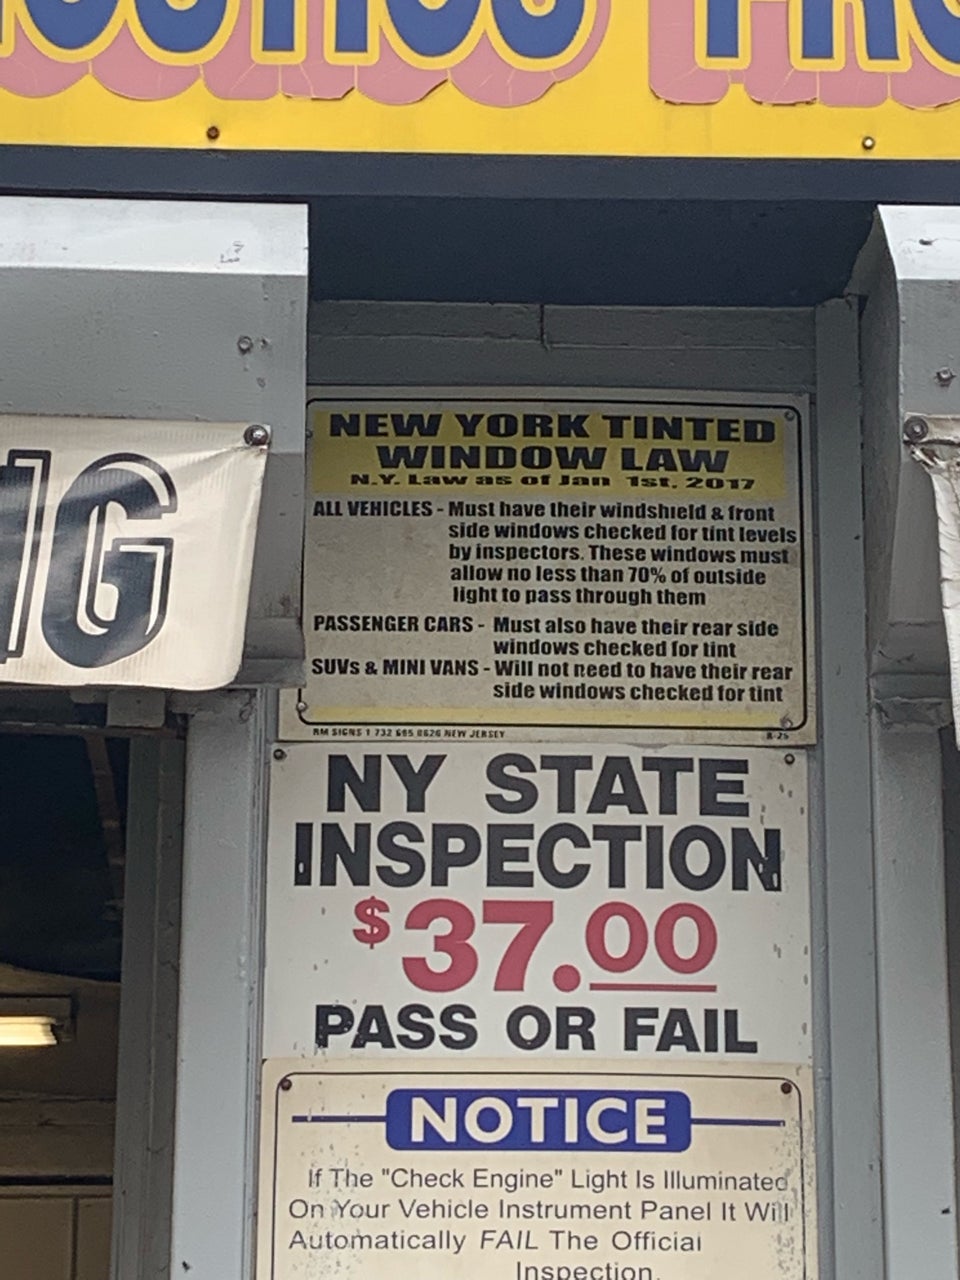 NEW YORK TINTED
WINDOW LAW
N.Y. Law as of Jan 1st. 2017
ALL VEHICLES - Must have their windshield & front
side windows checked for tint levels
by inspectors. These windows must
allow no less than 70% of outside
light to pass through them
PASSENGER CARS - Must also have their rear side
windows checked for tint
SUVs & MINI VANS - Will not need to have their rear
side windows checked for tint
NY STATE
INSPECTION
$37.00
PASS OR FAIL
NOTICE
If The "Check Engine" Light Is Illuminated
On Your Vehicle Instrument Panel It Will
Automatically FAIL The Official
Inspection.